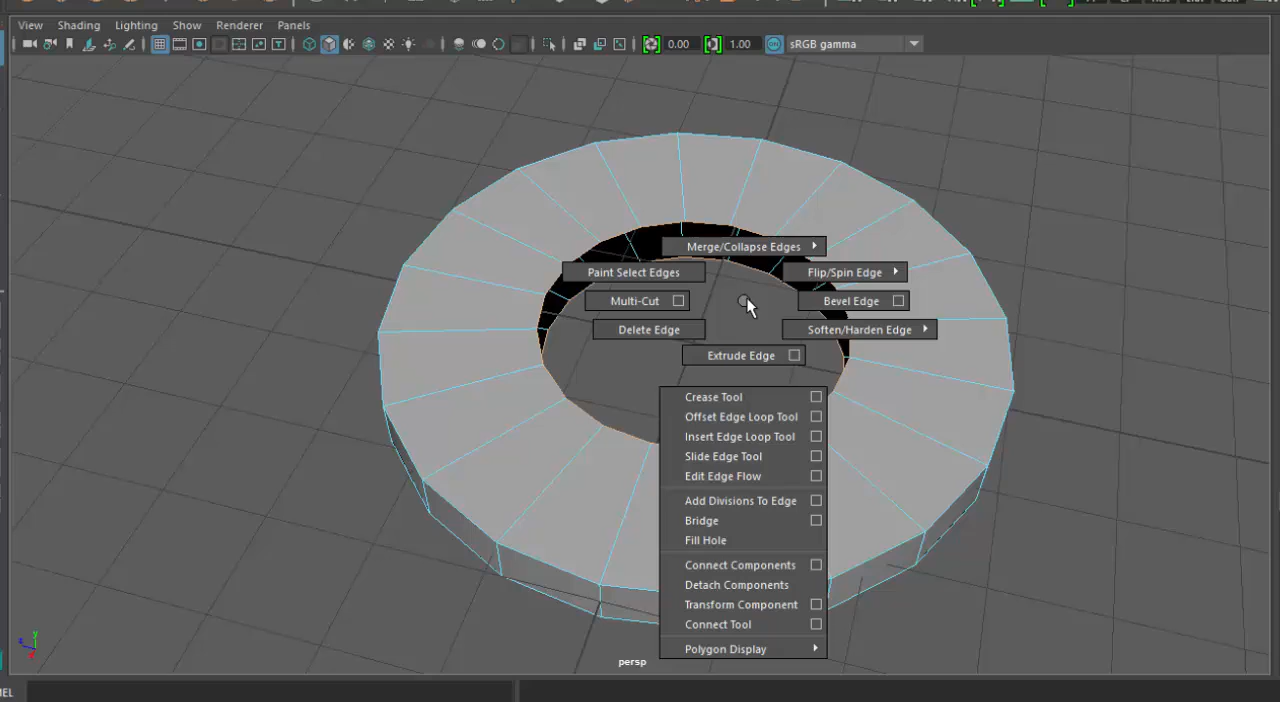 View Shading Lighting Show Renderer Panels
0.00 1.00 ON sRGB gamma
Merge/Collapse Edges
Paint Select Edges Flip/Spin Edge
Multi-Cut Bevel Edge
Delete Edge Soften/Harden Edge
Extrude Edge
Crease Tool
Offset Edge Loop Tool
Insert Edge Loop Tool
Slide Edge Tool
Edit Edge Flow
Add Divisions To Edge
Bridge
Fill Hole
Connect Components
Detach Components
Transform Component
Connect Tool
Polygon Display
y
z
persp
MEL